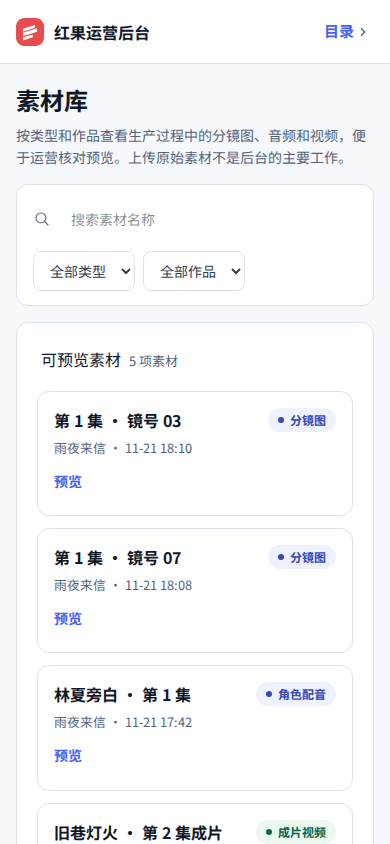 红果运营后台
目录
素材库
按类型和作品查看生产过程中的分镜图、音频和视频，便
于运营核对预览。上传原始素材不是后台的主要工作。
搜索素材名称
全部类型 全部作品
可预览素材 5 项素材
第 1 集 · 镜号 03 分镜图
雨夜来信 · 11-21 18:10
预览
第 1 集 · 镜号 07 分镜图
雨夜来信 · 11-21 18:08
预览
林夏旁白 · 第 1 集 角色配音
雨夜来信 · 11-21 17:42
预览
旧巷灯火 · 第 2 集成片 成片视频